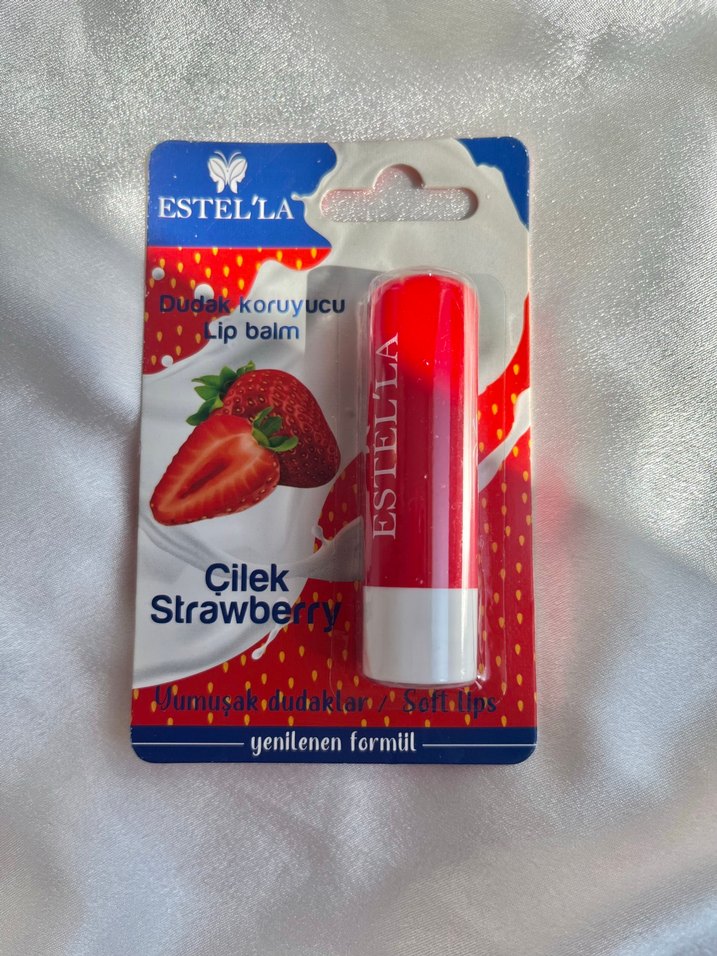 ESTEL'LA
Dudak koruyucu
Lip balm
ESTEL'LA
Çilek
Strawberry
Yumuşak dudaklar / Soft lips
yenilenen formül